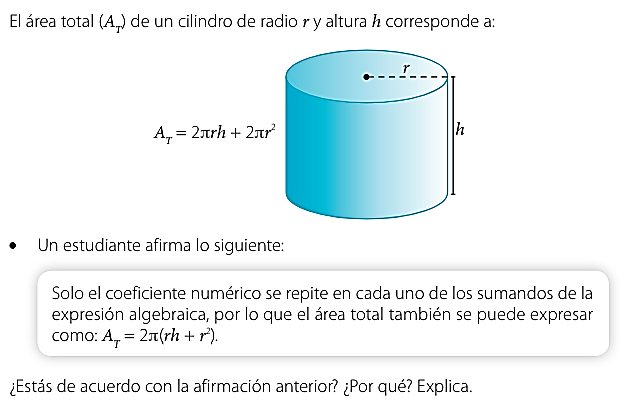 El área total (A_T) de un cilindro de radio r y altura h corresponde a:
r
A_T = 2πrh + 2πr²
h
• Un estudiante afirma lo siguiente:
Solo el coeficiente numérico se repite en cada uno de los sumandos de la
expresión algebraica, por lo que el área total también se puede expresar
como: A_T = 2π(rh + r²).
¿Estás de acuerdo con la afirmación anterior? ¿Por qué? Explica.